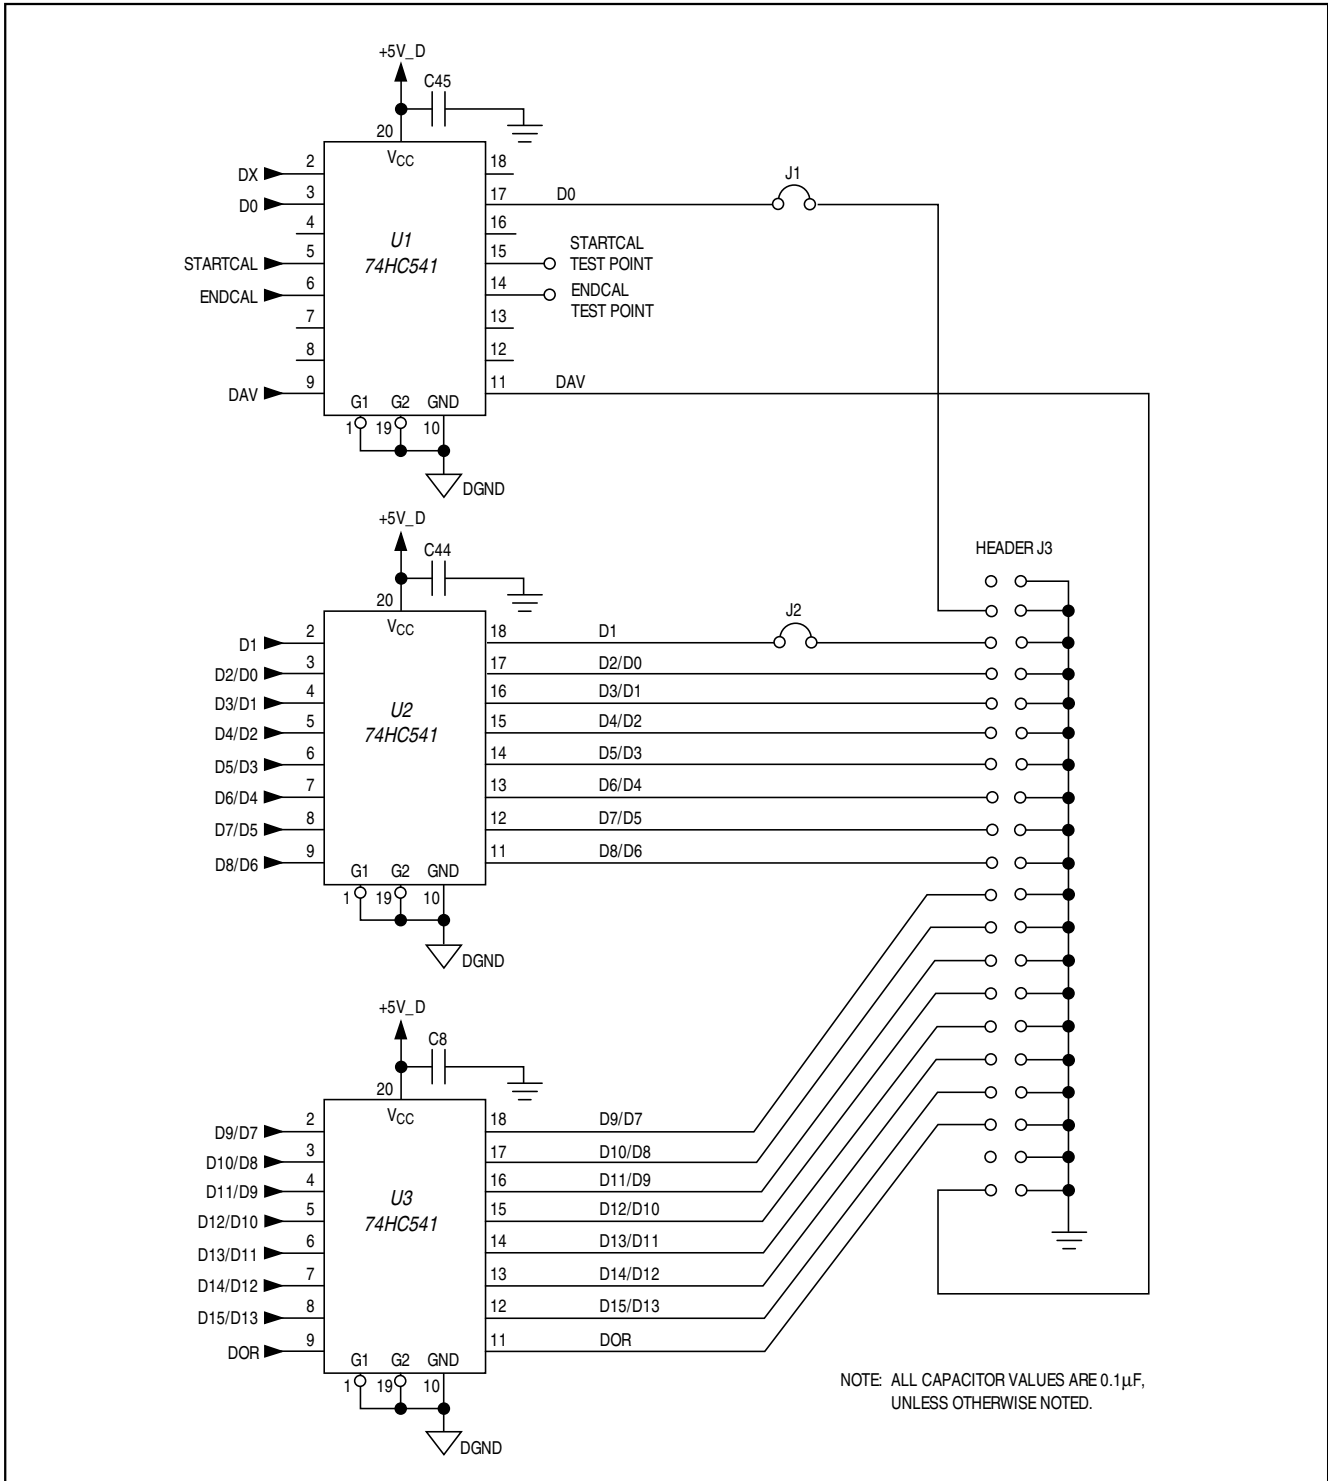 +5V_D
C45
20
VCC
DX 2 18
D0 3 17 D0 J1
4 16
U1
74HC541
STARTCAL 5 15 STARTCAL
TEST POINT
ENDCAL 6 14 ENDCAL
TEST POINT
7 13
8 12
DAV 9 11 DAV
G1 G2 GND
1 19 10
DGND
+5V_D
C44
HEADER J3
20
VCC
D1 2 18 D1 J2
D2/D0 3 17 D2/D0
D3/D1 4 16 D3/D1
U2
74HC541
D4/D2 5 15 D4/D2
D5/D3 6 14 D5/D3
D6/D4 7 13 D6/D4
D7/D5 8 12 D7/D5
D8/D6 9 11 D8/D6
G1 G2 GND
1 19 10
DGND
+5V_D
C8
20
VCC
D9/D7 2 18 D9/D7
D10/D8 3 17 D10/D8
D11/D9 4 16 D11/D9
U3
74HC541
D12/D10 5 15 D12/D10
D13/D11 6 14 D13/D11
D14/D12 7 13 D14/D12
D15/D13 8 12 D15/D13
DOR 9 11 DOR
G1 G2 GND
1 19 10
DGND
NOTE: ALL CAPACITOR VALUES ARE 0.1µF,
UNLESS OTHERWISE NOTED.